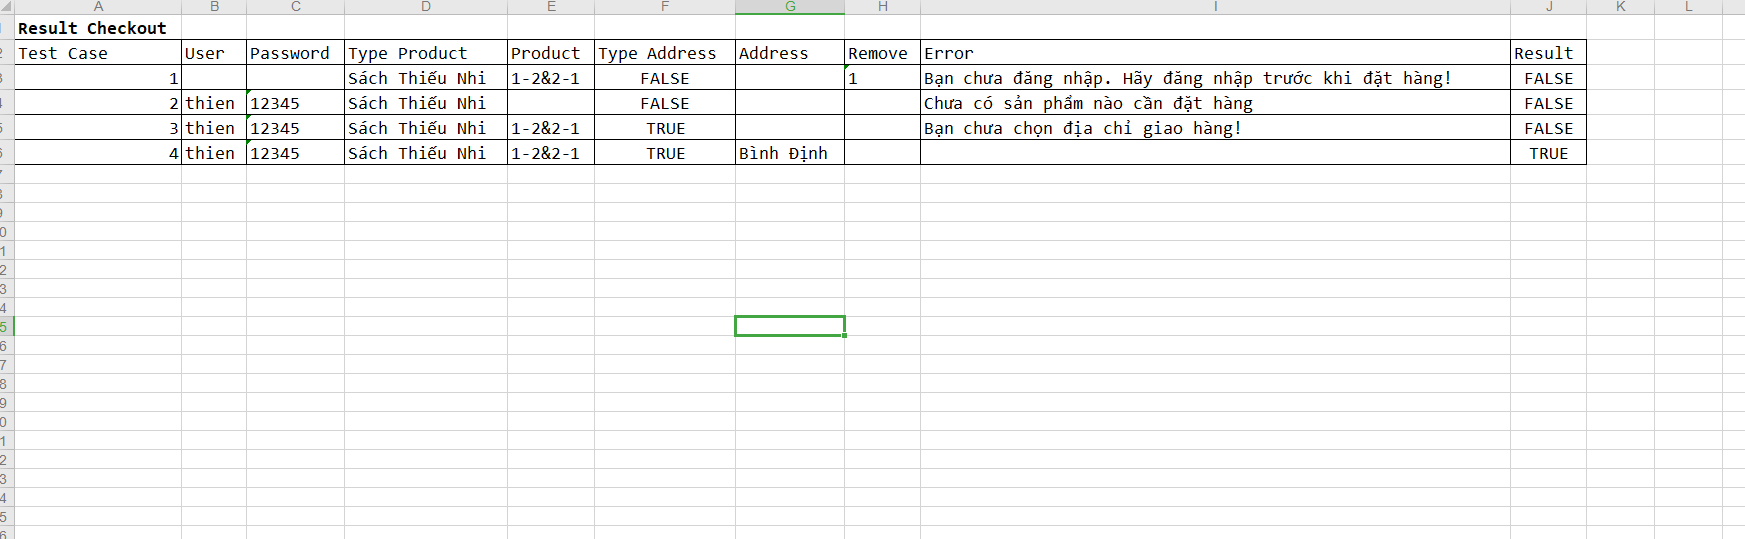 A B C D E F G H I J K L
Result Checkout
Test Case User Password Type Product Product Type Address Address Remove Error Result
1 Sách Thiếu Nhi 1-2&2-1 FALSE 1 Bạn chưa đăng nhập. Hãy đăng nhập trước khi đặt hàng! FALSE
2 thien 12345 Sách Thiếu Nhi FALSE Chưa có sản phẩm nào cần đặt hàng FALSE
3 thien 12345 Sách Thiếu Nhi 1-2&2-1 TRUE Bạn chưa chọn địa chỉ giao hàng! FALSE
4 thien 12345 Sách Thiếu Nhi 1-2&2-1 TRUE Bình Định TRUE